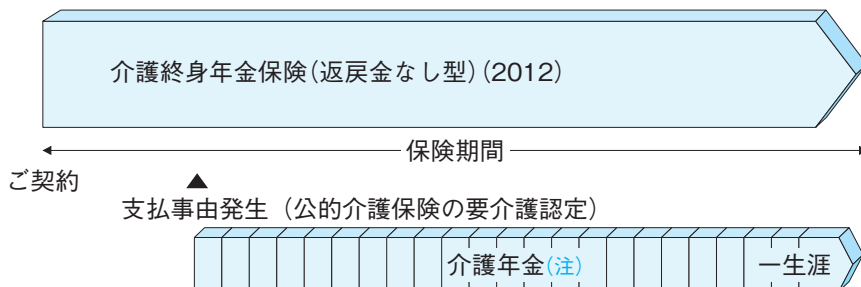 介護終身年金保険(返戻金なし型)(2012)
保険期間
ご契約
支払事由発生（公的介護保険の要介護認定）
介護年金(注) 一生涯